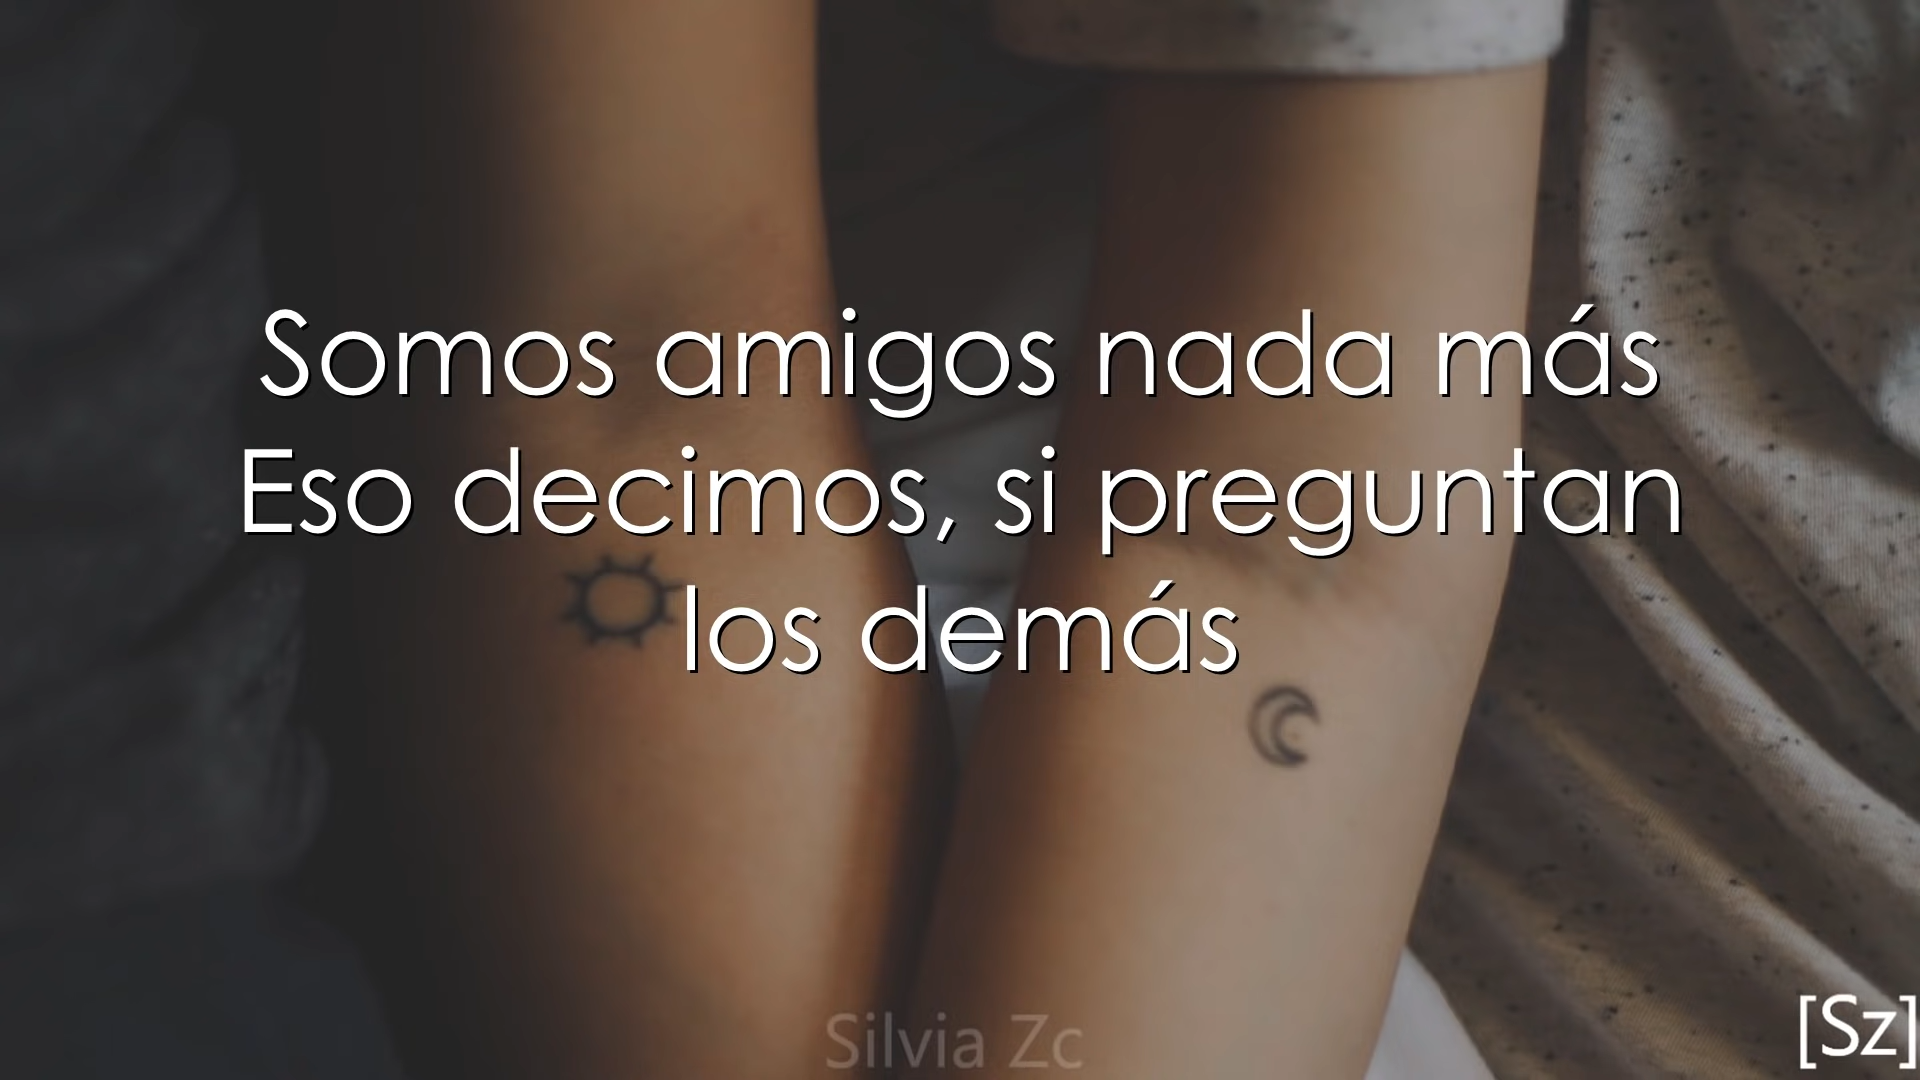 Somos amigos nada más
Eso decimos, si preguntan
los demás
Silvia Zc
[Sz]